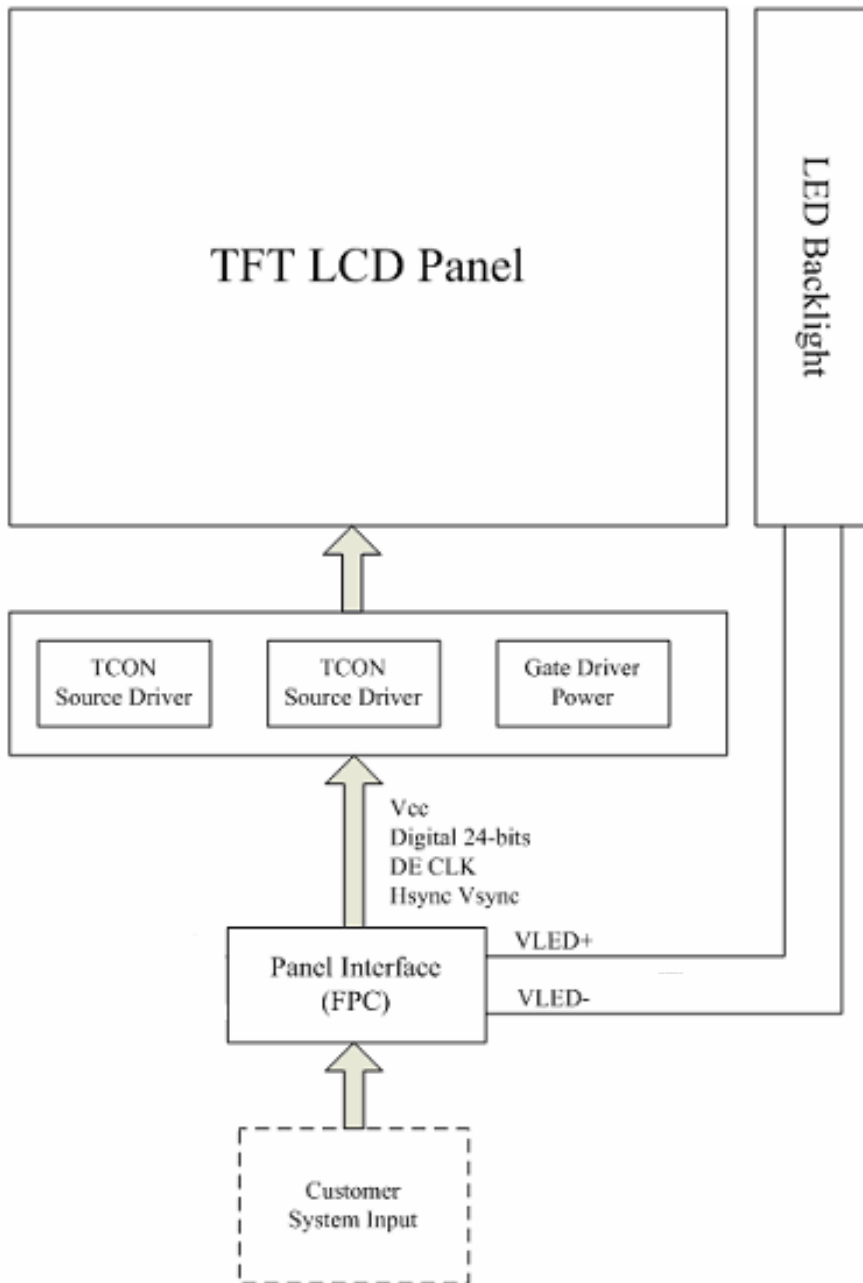 TFT LCD Panel
LED Backlight
TCON
Source Driver
TCON
Source Driver
Gate Driver
Power
Vcc
Digital 24-bits
DE CLK
Hsync Vsync
Panel Interface
(FPC)
VLED+
VLED-
Customer
System Input